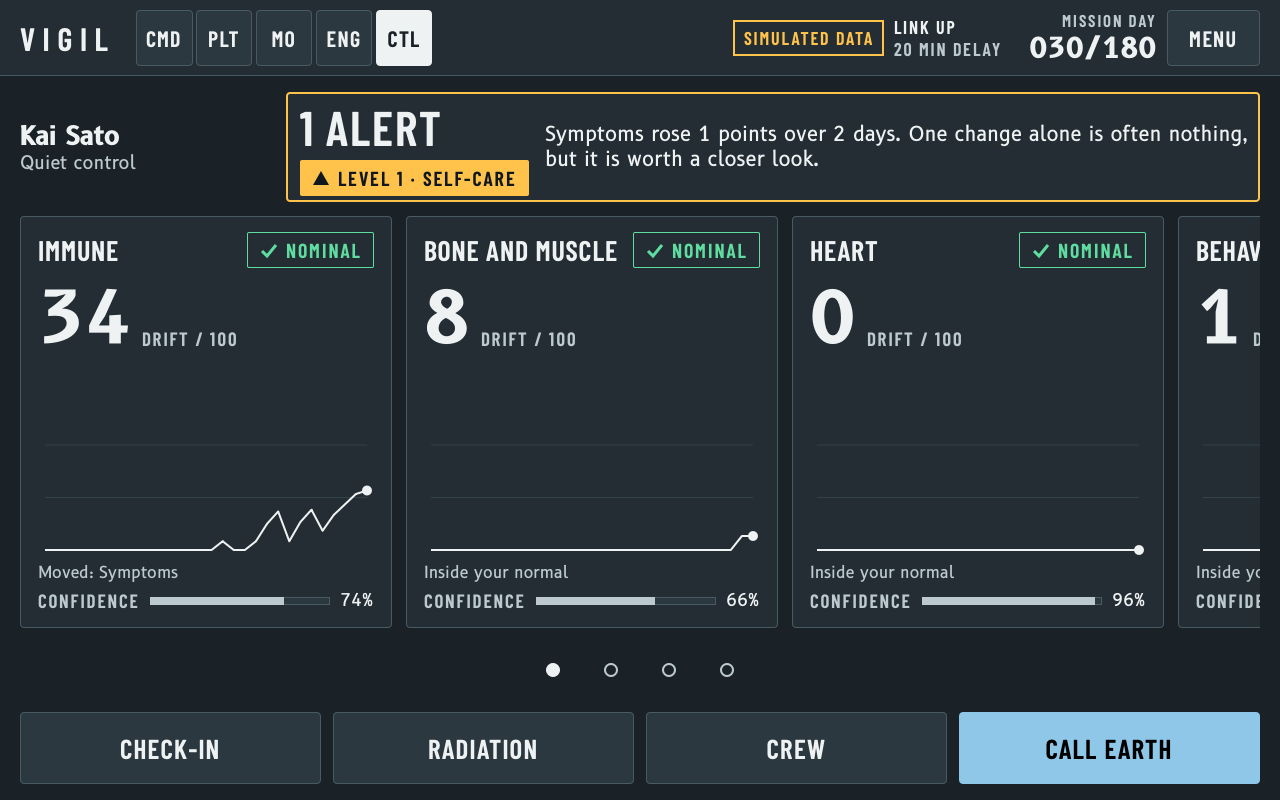 VIGIL
CMD
PLT
MO
ENG
CTL
SIMULATED DATA
LINK UP
20 MIN DELAY
MISSION DAY
030/180
MENU
Kai Sato
Quiet control
1 ALERT
LEVEL 1 · SELF-CARE
Symptoms rose 1 points over 2 days. One change alone is often nothing,
but it is worth a closer look.
IMMUNE
NOMINAL
34 DRIFT / 100
Moved: Symptoms
CONFIDENCE 74%
BONE AND MUSCLE
NOMINAL
8 DRIFT / 100
Inside your normal
CONFIDENCE 66%
HEART
NOMINAL
0 DRIFT / 100
Inside your normal
CONFIDENCE 96%
BEHAV
1 D
Inside yo
CONFIDE
CHECK-IN
RADIATION
CREW
CALL EARTH